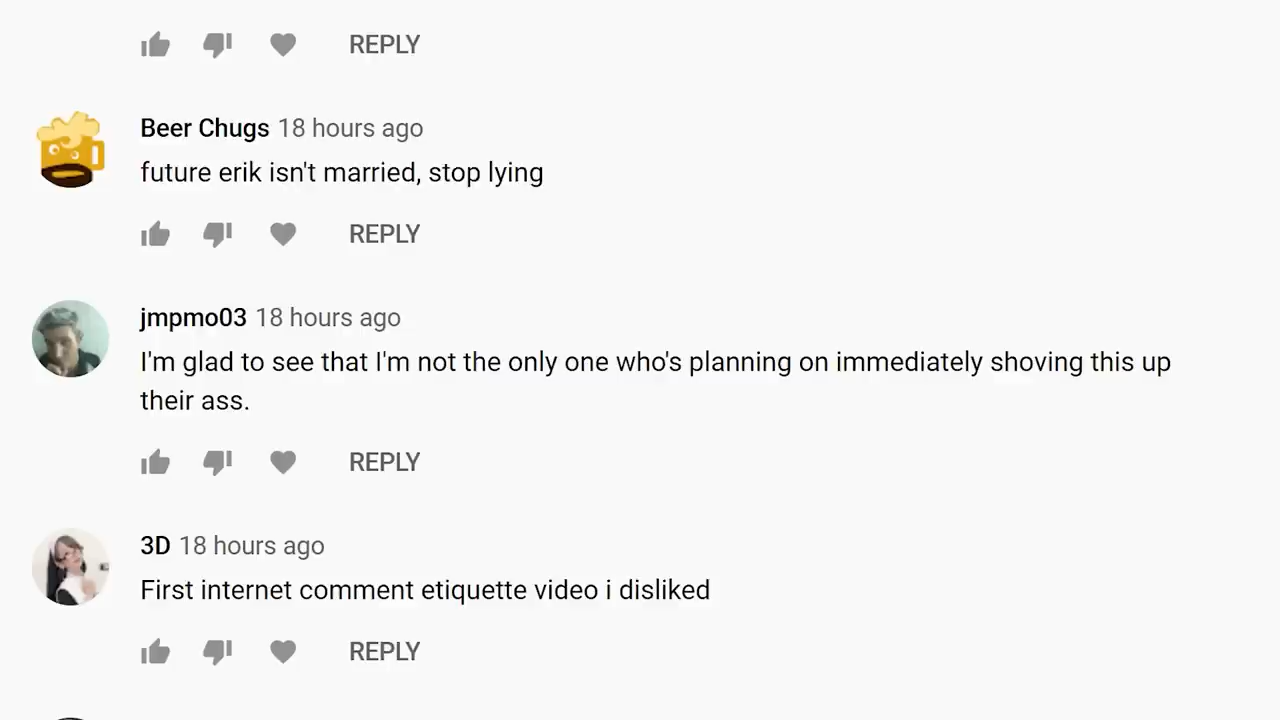 REPLY
Beer Chugs 18 hours ago
future erik isn't married, stop lying
REPLY
jmpmo03 18 hours ago
I'm glad to see that I'm not the only one who's planning on immediately shoving this up
their ass.
REPLY
3D 18 hours ago
First internet comment etiquette video i disliked
REPLY